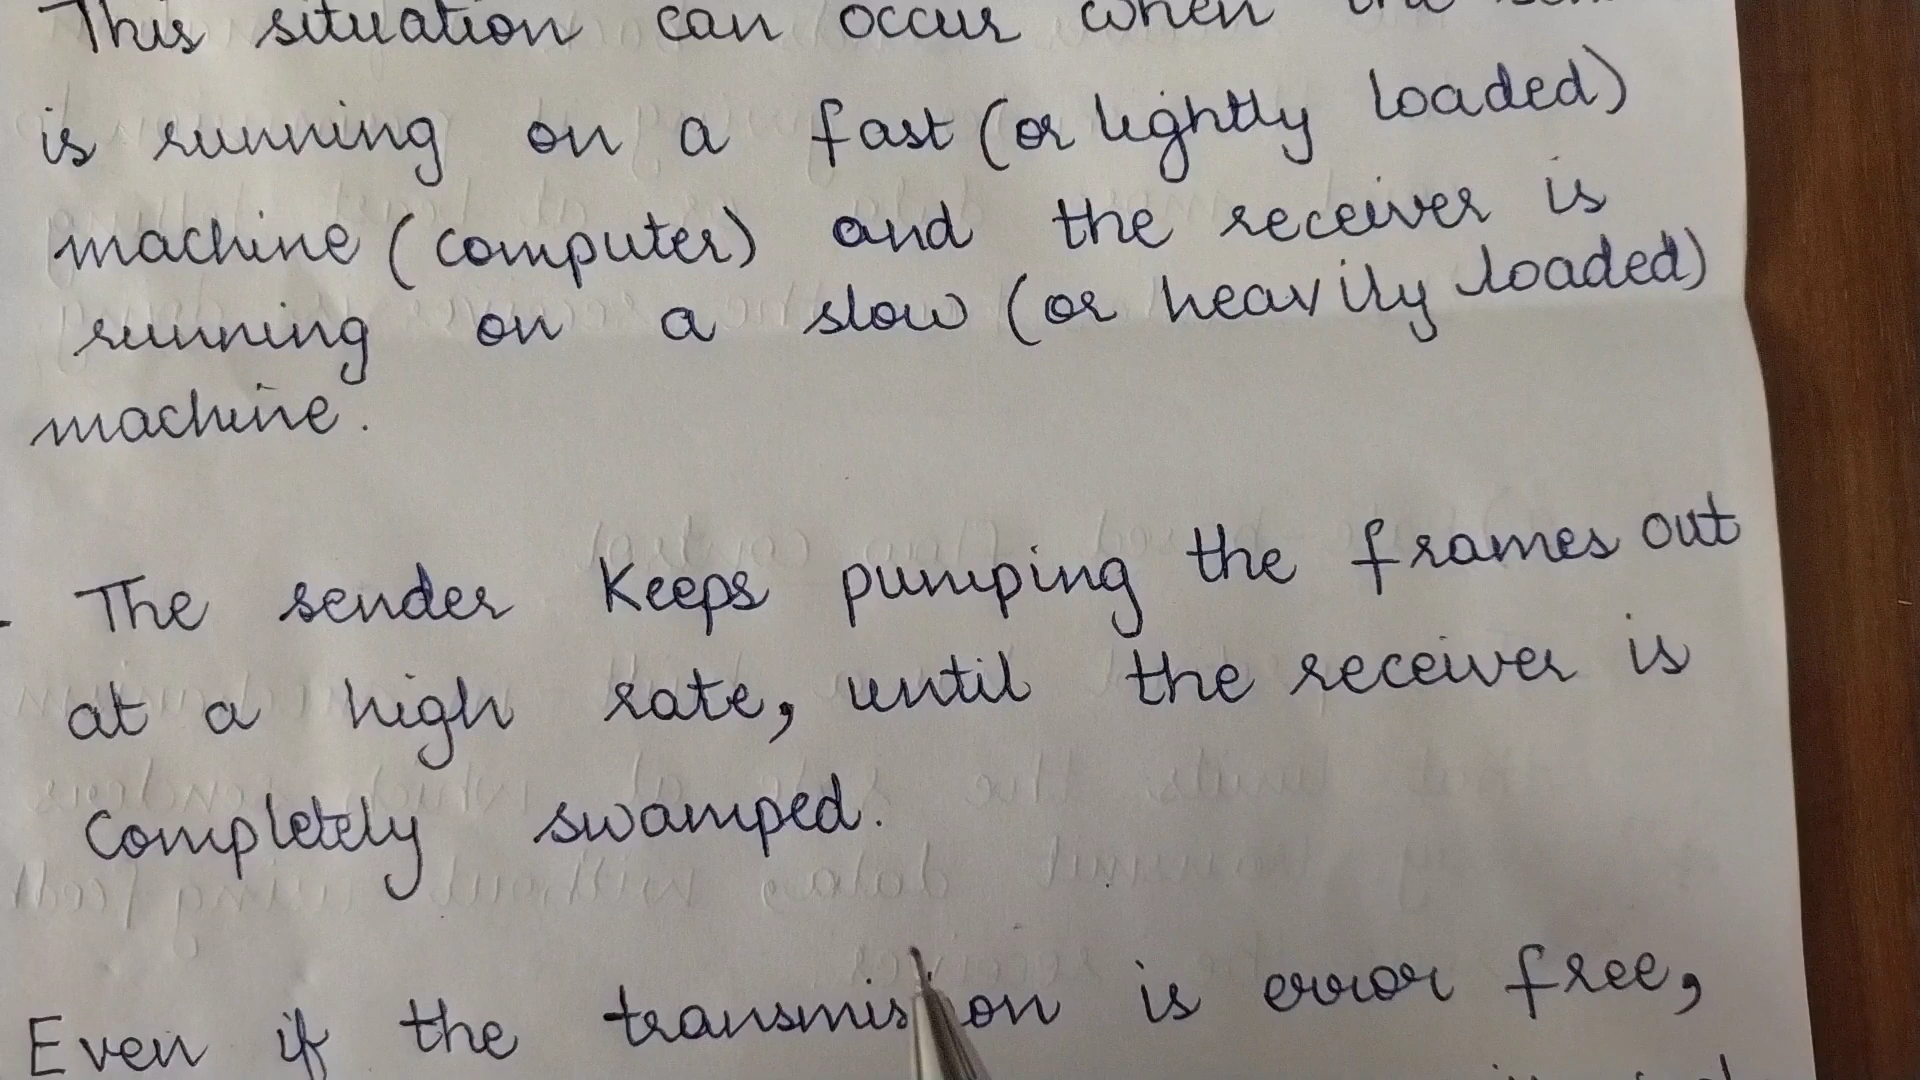 This situation can occur when the
is running on a fast (or lightly loaded)
machine (computer) and the receiver is
running on a slow (or heavily loaded)
machine.
- The sender Keeps pumping the frames out
at a high rate, until the receiver is
completely swamped.
Even if the is error free,